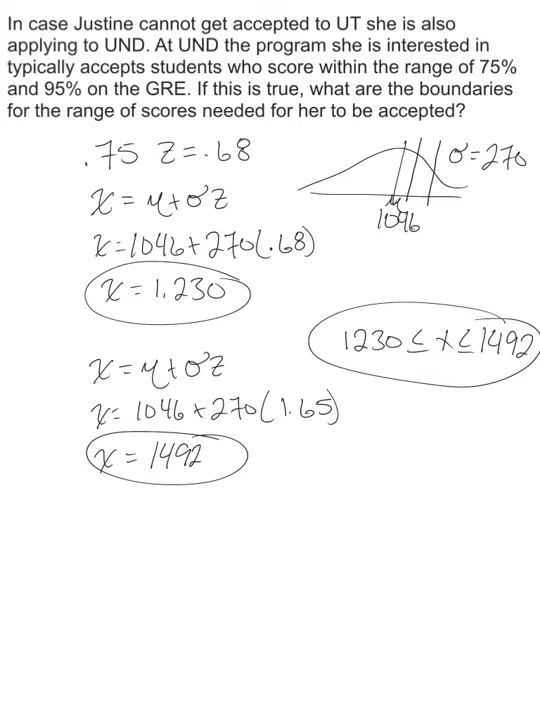 In case Justine cannot get accepted to UT she is also
applying to UND. At UND the program she is interested in
typically accepts students who score within the range of 75%
and 95% on the GRE. If this is true, what are the boundaries
for the range of scores needed for her to be accepted?
.75 Z=.68
σ=270
x = μ+σZ
μ
1096
x=1046+270(.68)
x = 1,230
1230 ≤ x ≤ 1492
x = μ+σZ
x= 1046+270(1.65)
x = 1492